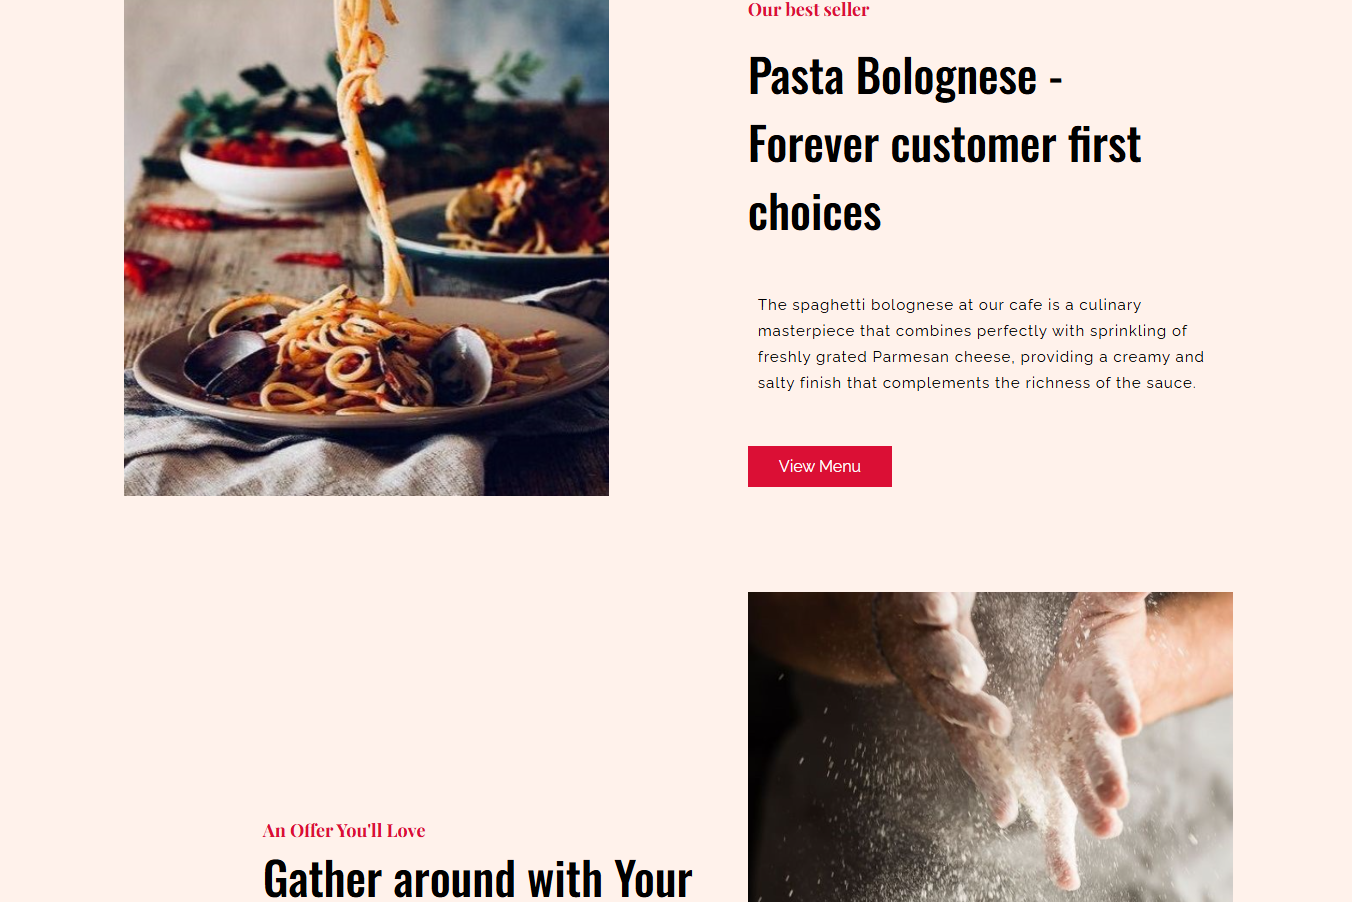 Our best seller
Pasta Bolognese -
Forever customer first
choices
The spaghetti bolognese at our cafe is a culinary
masterpiece that combines perfectly with sprinkling of
freshly grated Parmesan cheese, providing a creamy and
salty finish that complements the richness of the sauce.
View Menu
An Offer You'll Love
Gather around with Your